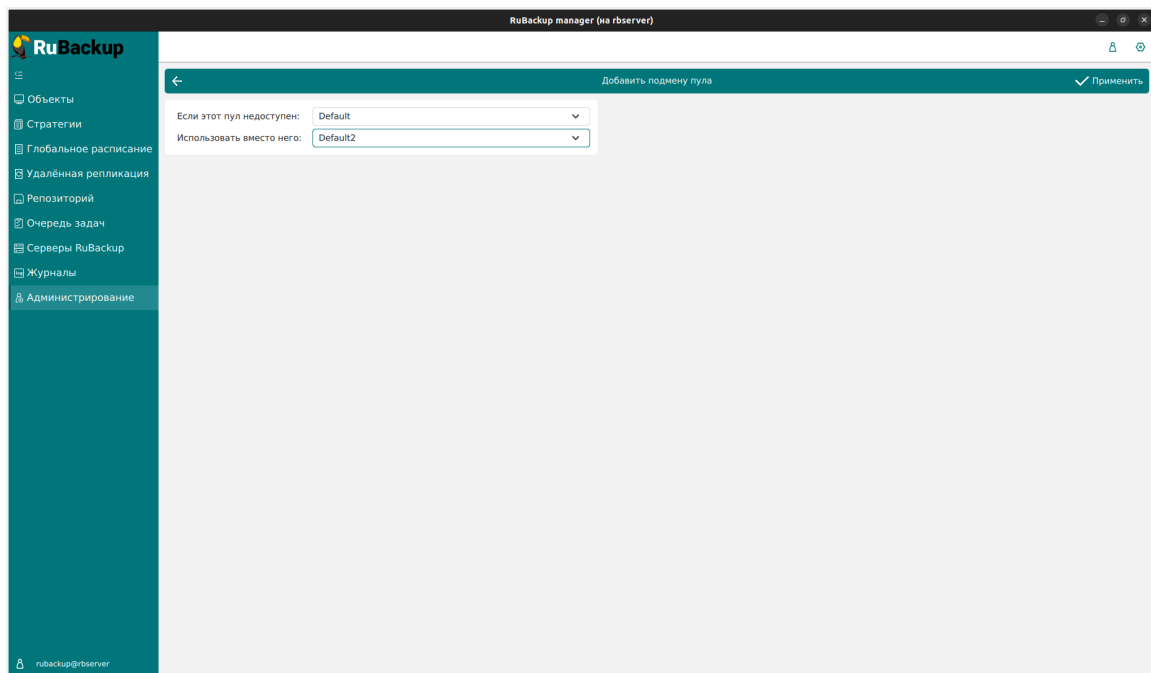 RuBackup manager (на rbserver)
RuBackup
Добавить подмену пула
Применить
Объекты
Стратегии
Глобальное расписание
Удалённая репликация
Репозиторий
Очередь задач
Серверы RuBackup
Журналы
Администрирование
Если этот пул недоступен: Default
Использовать вместо него: Default2
rubackup@rbserver